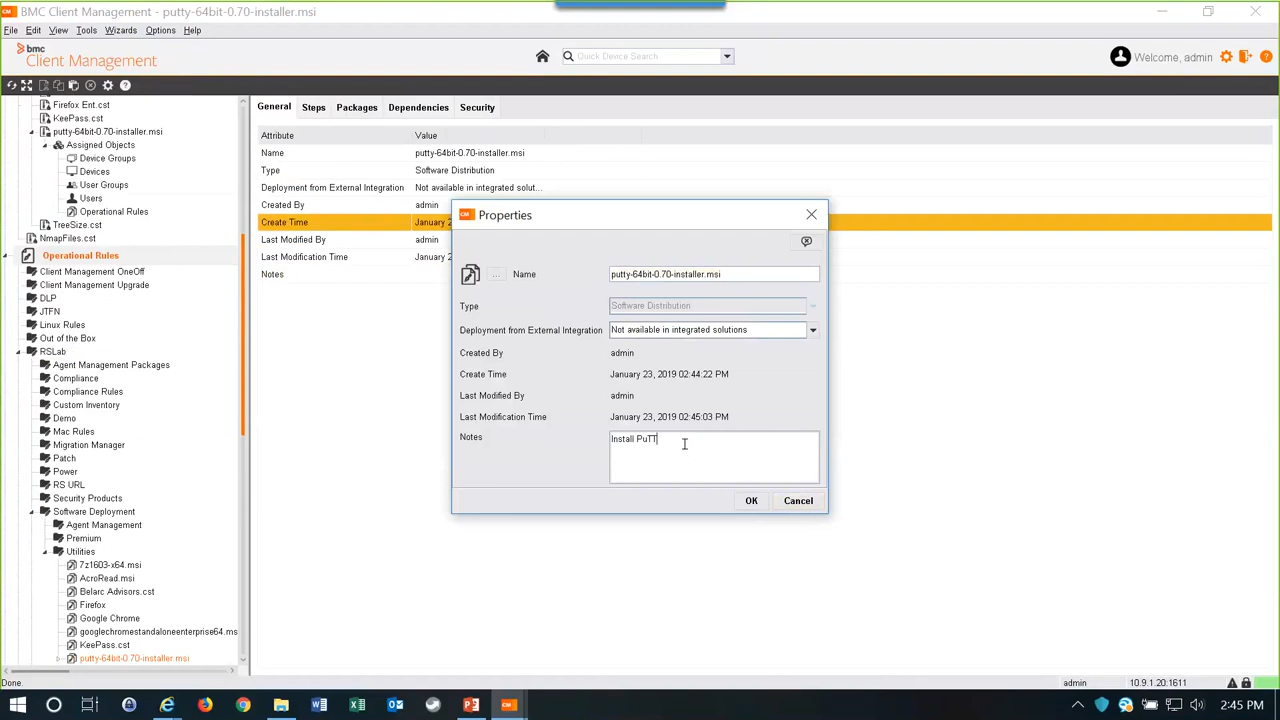 CM BMC Client Management - putty-64bit-0.70-installer.msi
File Edit View Tools Wizards Options Help
bmc
Client Management
Quick Device Search
Welcome, admin
Firefox Ent.cst
KeePass.cst
putty-64bit-0.70-installer.msi
Assigned Objects
Device Groups
Devices
User Groups
Users
Operational Rules
TreeSize.cst
NmapFiles.cst
Operational Rules
Client Management OneOff
Client Management Upgrade
DLP
JTFN
Linux Rules
Out of the Box
RSLab
Agent Management Packages
Compliance
Compliance Rules
Custom Inventory
Demo
Mac Rules
Migration Manager
Patch
Power
RS URL
Security Products
Software Deployment
Agent Management
Premium
Utilities
7z1603-x64.msi
AcroRead.msi
Belarc Advisors.cst
Firefox
Google Chrome
googlechromestandaloneenterprise64.ms
KeePass.cst
putty-64bit-0.70-installer.msi
General Steps Packages Dependencies Security
Attribute Value
Name putty-64bit-0.70-installer.msi
Type Software Distribution
Deployment from External Integration Not available in integrated solut...
Created By admin
Create Time January 2
Last Modified By admin
Last Modification Time January 2
Notes
CM Properties
... Name putty-64bit-0.70-installer.msi
Type Software Distribution
Deployment from External Integration Not available in integrated solutions
Created By admin
Create Time January 23, 2019 02:44:22 PM
Last Modified By admin
Last Modification Time January 23, 2019 02:45:03 PM
Notes Install PuTT
OK Cancel
Done. admin 10.9.1.20:1611
2:45 PM